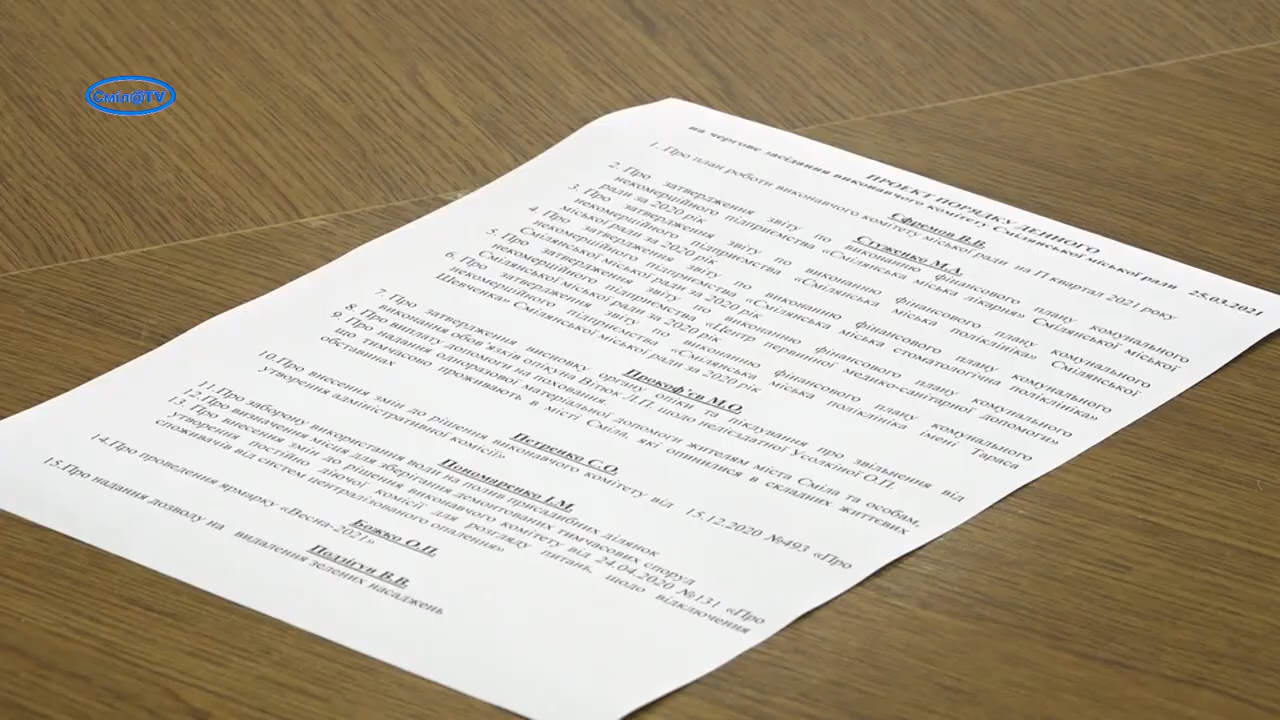 Сміл@TV
ПРОЕКТ ПОРЯДКУ ДЕННОГО
на чергове засідання виконавчого комітету Смілянської міської ради 25.03.2021
Єфремов В.В.
1. Про план роботи виконавчого комітету міської ради на ІІ квартал 2021 року
Студенко М.А.
2. Про затвердження звіту по виконанню фінансового плану комунального
некомерційного підприємства «Смілянська міська лікарня» Смілянської міської
ради за 2020 рік
3. Про затвердження звіту по виконанню фінансового плану комунального
некомерційного підприємства «Смілянська міська поліклініка» Смілянської
міської ради за 2020 рік
4. Про затвердження звіту по виконанню фінансового плану комунального
некомерційного підприємства «Смілянська міська стоматологічна поліклініка»
Смілянської міської ради за 2020 рік
5. Про затвердження звіту по виконанню фінансового плану комунального
некомерційного підприємства «Центр первинної медико-санітарної допомоги»
Смілянської міської ради за 2020 рік
6. Про затвердження звіту по виконанню фінансового плану комунального
некомерційного підприємства «Смілянська міська поліклініка імені Тараса
Шевченка» Смілянської міської ради за 2020 рік
Прокоф'єв М.О.
7. Про затвердження висновку органу опіки та піклування про звільнення від
виконання обов'язків опікуна Вітюк Л.П. щодо недієздатної Усолкіної О.П.
8. Про виплату допомоги на поховання
9. Про надання одноразової матеріальної допомоги жителям міста Сміла та особам,
що тимчасово проживають в місті Сміла, які опинилися в складних життєвих
обставинах
Петренко С.О.
10.Про внесення змін до рішення виконавчого комітету від 15.12.2020 №493 «Про
утворення адміністративної комісії»
Пономаренко І.М.
11.Про заборону використання води на полив присадибних ділянок
12.Про визначення місця для зберігання демонтованих тимчасових споруд
13.Про внесення змін до рішення виконавчого комітету від 24.04.2020 №131 «Про
утворення постійно діючої комісії для розгляду питань щодо відключення
споживачів від систем централізованого опалення»
Божко О.П.
14.Про проведення ярмарку «Весна-2021»
В.В.
15.Про надання дозволу на видалення зелених насаджень